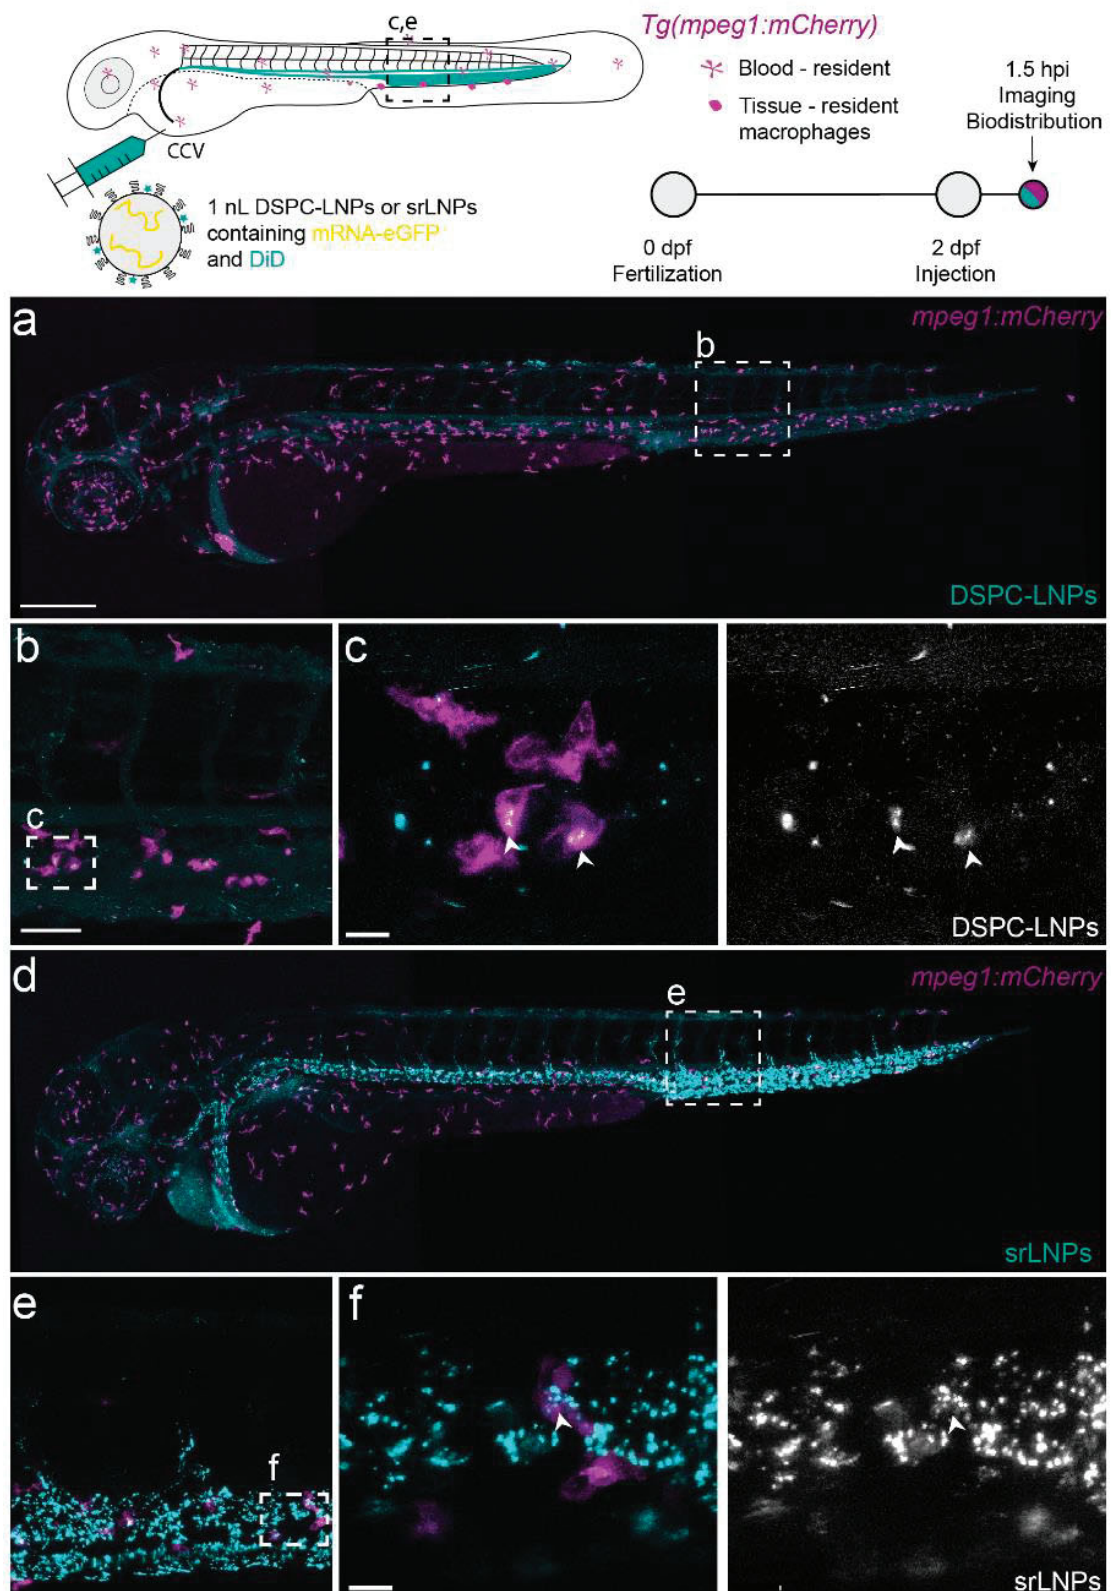 c,e
Tg(mpeg1:mCherry)
Blood - resident
Tissue - resident
macrophages
1.5 hpi
Imaging
Biodistribution
CCV
1 nL DSPC-LNPs or srLNPs
containing mRNA-eGFP
and DiD
0 dpf
Fertilization
2 dpf
Injection
a
mpeg1:mCherry
b
DSPC-LNPs
b
c
c
DSPC-LNPs
d
mpeg1:mCherry
e
srLNPs
e
f
f
srLNPs